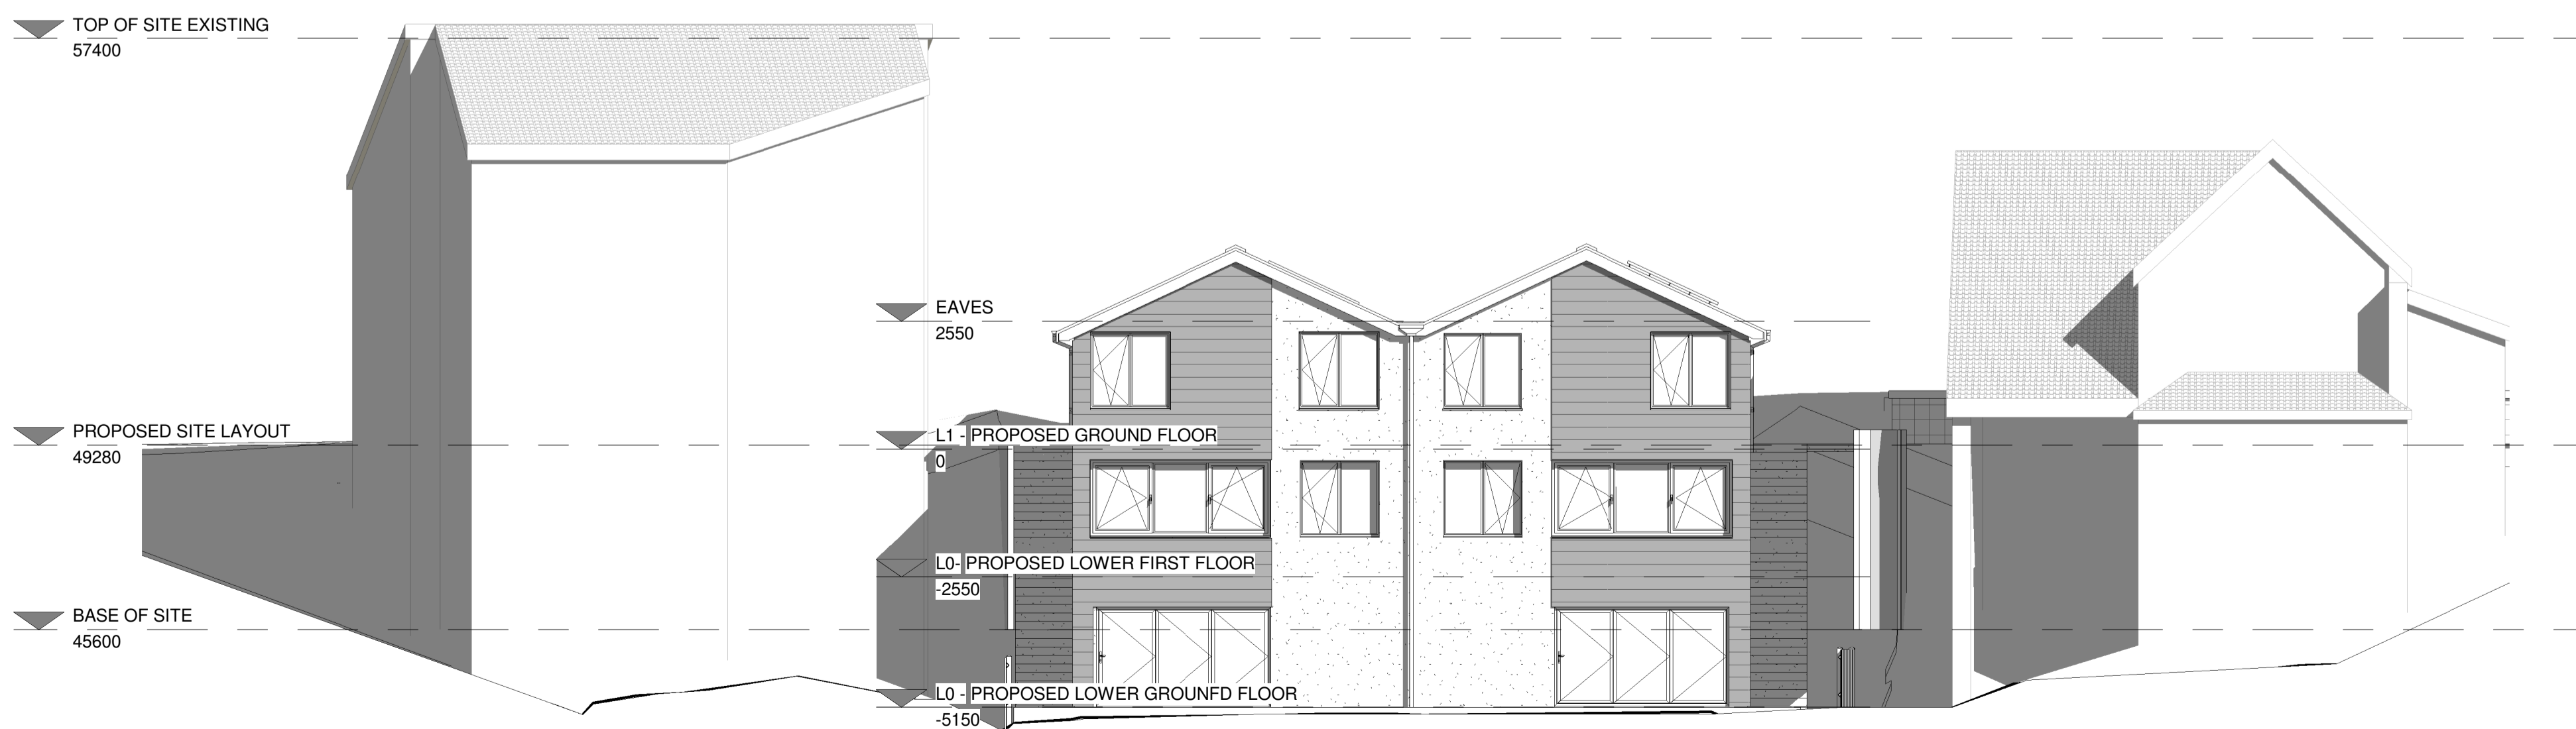 TOP OF SITE EXISTING
57400
EAVES
2550
PROPOSED SITE LAYOUT
49280
L1 - PROPOSED GROUND FLOOR
0
L0- PROPOSED LOWER FIRST FLOOR
-2550
BASE OF SITE
45600
L0 - PROPOSED LOWER GROUNFD FLOOR
-5150